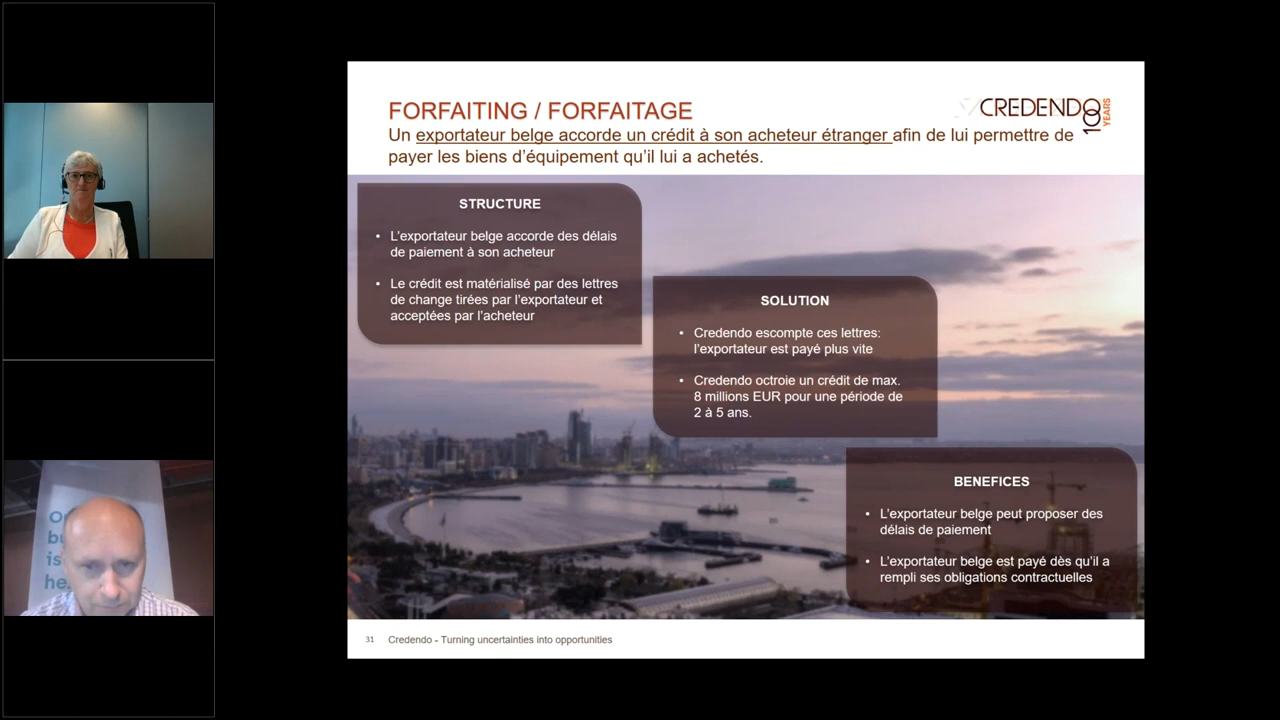 FORFAITING / FORFAITAGE
CREDENDO
100 YEARS
Un exportateur belge accorde un crédit à son acheteur étranger afin de lui permettre de
payer les biens d'équipement qu'il lui a achetés.
STRUCTURE
• L'exportateur belge accorde des délais
de paiement à son acheteur
• Le crédit est matérialisé par des lettres
de change tirées par l'exportateur et
acceptées par l'acheteur
SOLUTION
• Credendo escompte ces lettres:
l'exportateur est payé plus vite
• Credendo octroie un crédit de max.
8 millions EUR pour une période de
2 à 5 ans.
BENEFICES
• L'exportateur belge peut proposer des
délais de paiement
• L'exportateur belge est payé dès qu'il a
rempli ses obligations contractuelles
31 Credendo - Turning uncertainties into opportunities